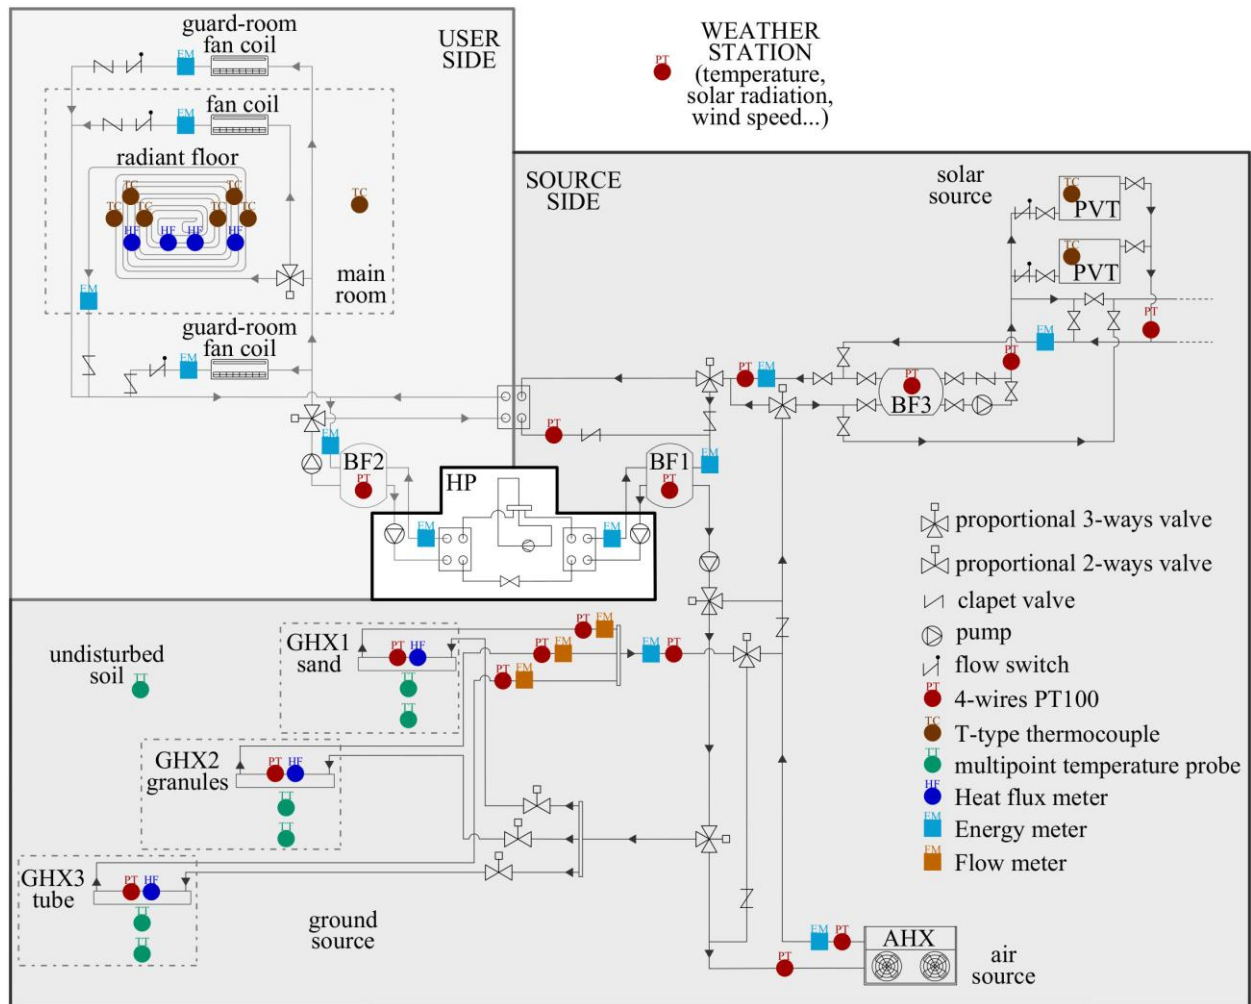 guard-room
fan coil
EM
USER
SIDE
WEATHER
STATION
(temperature,
solar radiation,
wind speed...)
PT
fan coil
EM
radiant floor
TC
TC
TC
TC
TC
TC
HF
HF
HF
HF
TC
main
room
EM
guard-room
fan coil
EM
SOURCE
SIDE
solar
source
TC
PVT
TC
PVT
PT
EM
PT
PT
EM
PT
BF3
PT
EM
BF2
PT
HP
BF1
PT
EM
EM
EM
proportional 3-ways valve
proportional 2-ways valve
clapet valve
pump
flow switch
PT
4-wires PT100
TC
T-type thermocouple
TT
multipoint temperature probe
HF
Heat flux meter
EM
Energy meter
FM
Flow meter
undisturbed
soil
TT
GHX1
sand
PT
HF
TT
TT
PT
FM
PT
FM
PT
FM
EM
PT
GHX2
granules
PT
HF
TT
TT
GHX3
tube
PT
HF
TT
TT
ground
source
EM
PT
PT
AHX
air
source